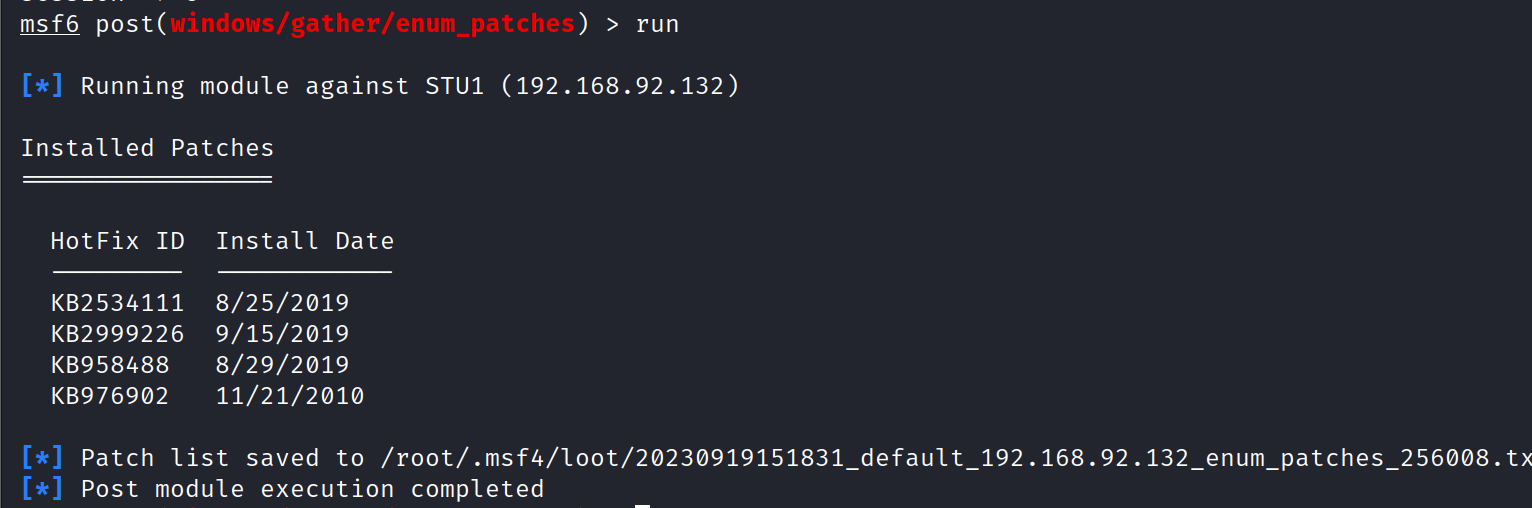 msf6 post(windows/gather/enum_patches) > run
[*] Running module against STU1 (192.168.92.132)
Installed Patches
=================
HotFix ID  Install Date
---------  ------------
KB2534111  8/25/2019
KB2999226  9/15/2019
KB958488   8/29/2019
KB976902   11/21/2010
[*] Patch list saved to /root/.msf4/loot/20230919151831_default_192.168.92.132_enum_patches_256008.tx
[*] Post module execution completed